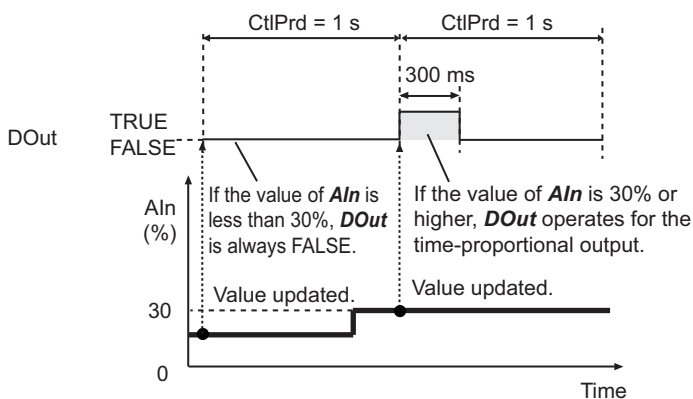 CtlPrd = 1 s CtlPrd = 1 s
300 ms
DOut
TRUE
FALSE
If the value of AIn is
less than 30%, DOut
is always FALSE.
If the value of AIn is 30% or
higher, DOut operates for the
time-proportional output.
AIn
(%)
Value updated. Value updated.
30
0
Time